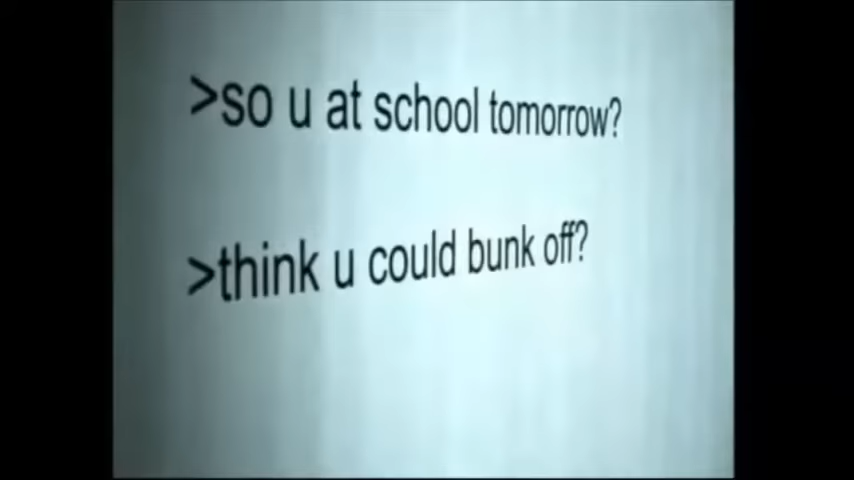 >so u at school tomorrow?
>think u could bunk off?